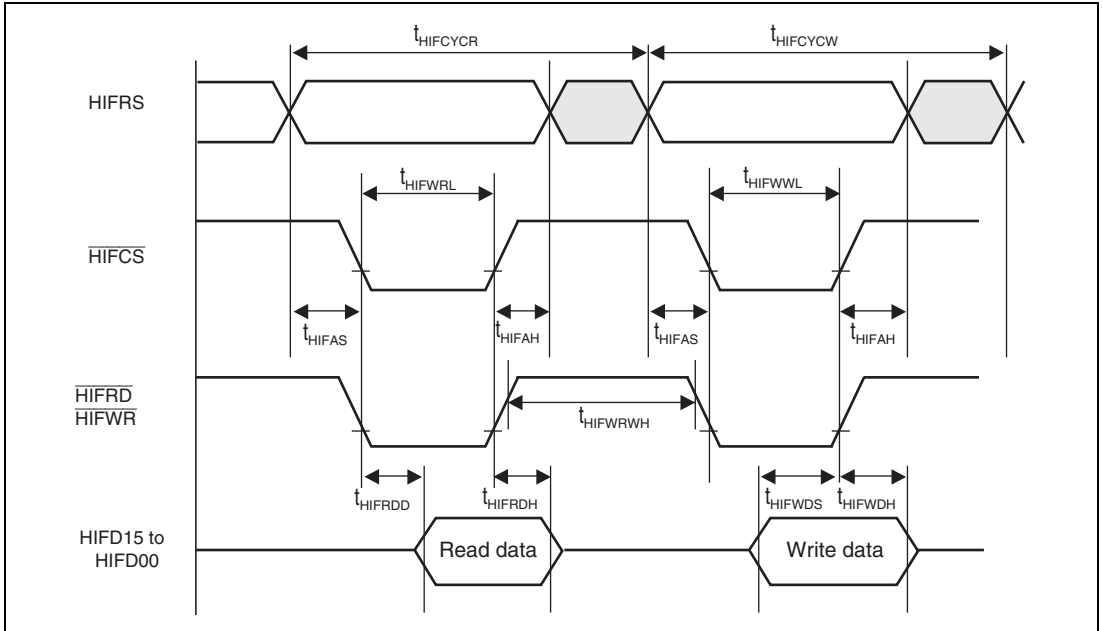 tHIFCYCR tHIFCYCW
HIFRS
tHIFWRL tHIFWWL
HIFCS
tHIFAS tHIFAH tHIFAS tHIFAH
HIFRD
HIFWR
tHIFWRWH
tHIFRDD tHIFRDH tHIFWDS tHIFWDH
HIFD15 to
HIFD00
Read data Write data